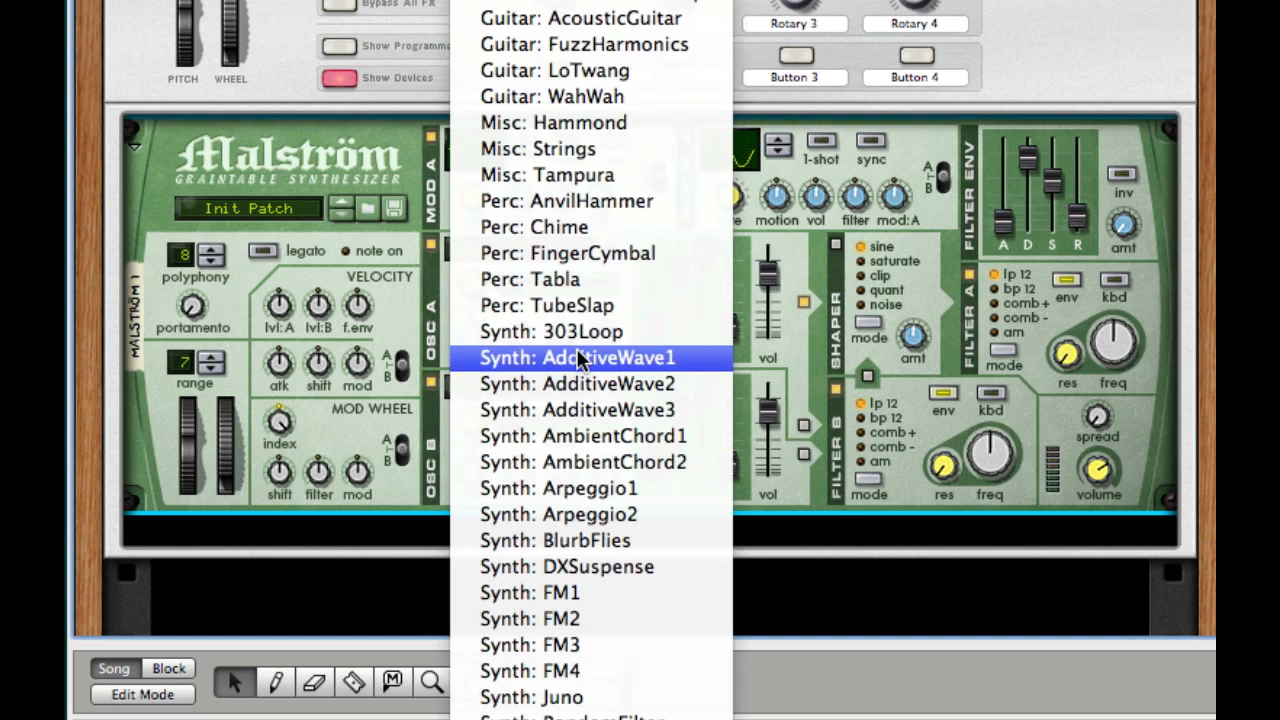 Bypass All FX
Show Programme
Show Devices
PITCH WHEEL
Rotary 3 Rotary 4
Button 3 Button 4
Guitar: AcousticGuitar
Guitar: FuzzHarmonics
Guitar: LoTwang
Guitar: WahWah
Misc: Hammond
Misc: Strings
Misc: Tampura
Perc: AnvilHammer
Perc: Chime
Perc: FingerCymbal
Perc: Tabla
Perc: TubeSlap
Synth: 303Loop
Synth: AdditiveWave1
Synth: AdditiveWave2
Synth: AdditiveWave3
Synth: AmbientChord1
Synth: AmbientChord2
Synth: Arpeggio1
Synth: Arpeggio2
Synth: BlurbFlies
Synth: DXSuspense
Synth: FM1
Synth: FM2
Synth: FM3
Synth: FM4
Synth: Juno
Synth: RandomFilter
Malström
GRAINTABLE SYNTHESIZER
Init Patch
MALSTRÖM 1
8 legato note on
polyphony
VELOCITY
portamento lvl:A lvl:B f.env
7
range atk shift mod A B
MOD WHEEL
index
A B
shift filter mod
MOD A
OSC A
OSC B
1-shot sync
A B
motion vol filter mod:A
vol
vol
SHAPER
sine
saturate
clip
quant
noise
mode amt
FILTER ENV
A D S R
inv
amt
FILTER A
lp 12
bp 12
comb+
comb-
am
mode
env kbd
res freq
FILTER B
lp 12
bp 12
comb+
comb-
am
mode
env kbd
res freq
spread
volume
Song Block
Edit Mode
M